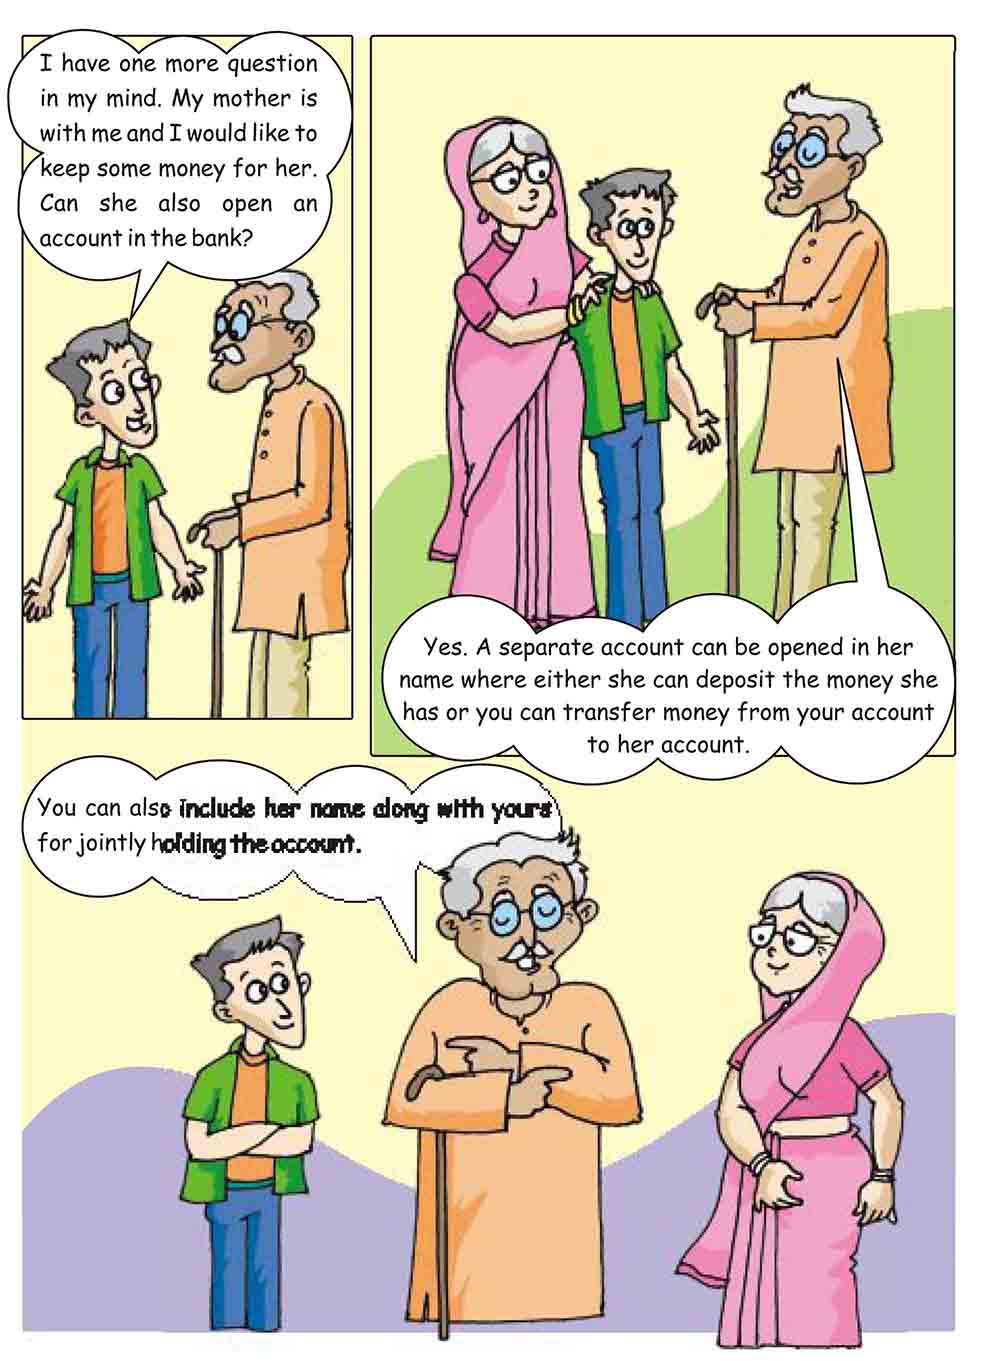 I have one more question
in my mind. My mother is
with me and I would like to
keep some money for her.
Can she also open an
account in the bank?
Yes. A separate account can be opened in her
name where either she can deposit the money she
has or you can transfer money from your account
to her account.
You can also include her name along with yours
for jointly holding the account.